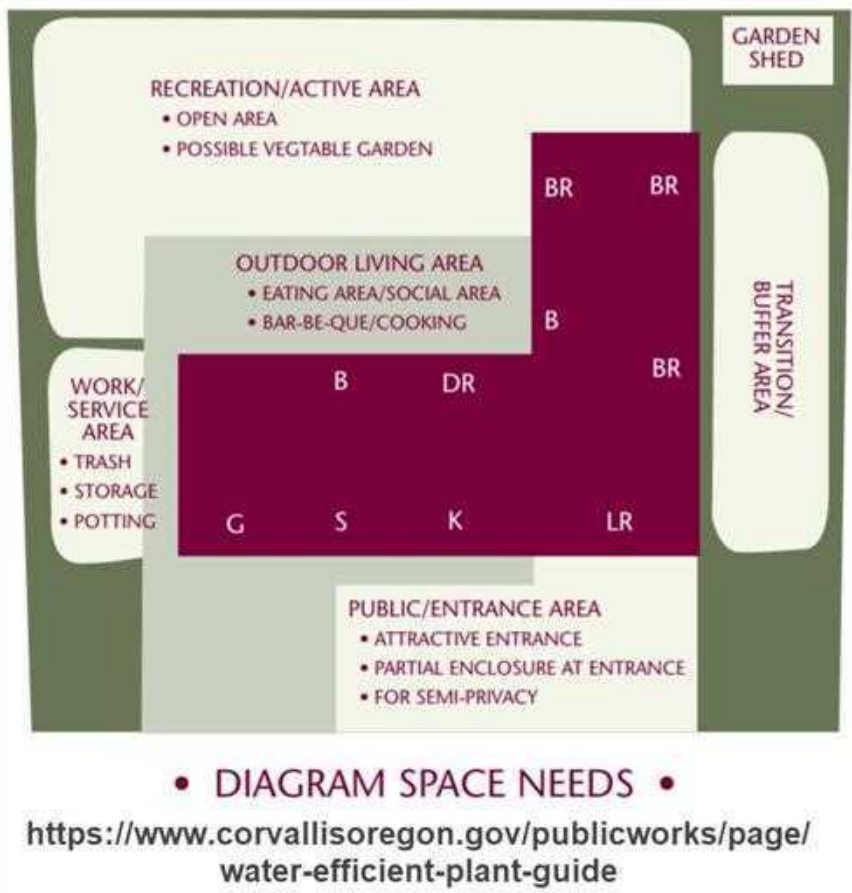 GARDEN
SHED
RECREATION/ACTIVE AREA
• OPEN AREA
• POSSIBLE VEGTABLE GARDEN
BR BR
OUTDOOR LIVING AREA
• EATING AREA/SOCIAL AREA
• BAR-BE-QUE/COOKING
B
BR
TRANSITION/
BUFFER AREA
WORK/
SERVICE
AREA
• TRASH
• STORAGE
• POTTING
B DR
G S K LR
PUBLIC/ENTRANCE AREA
• ATTRACTIVE ENTRANCE
• PARTIAL ENCLOSURE AT ENTRANCE
• FOR SEMI-PRIVACY
• DIAGRAM SPACE NEEDS •
https://www.corvallisoregon.gov/publicworks/page/
water-efficient-plant-guide